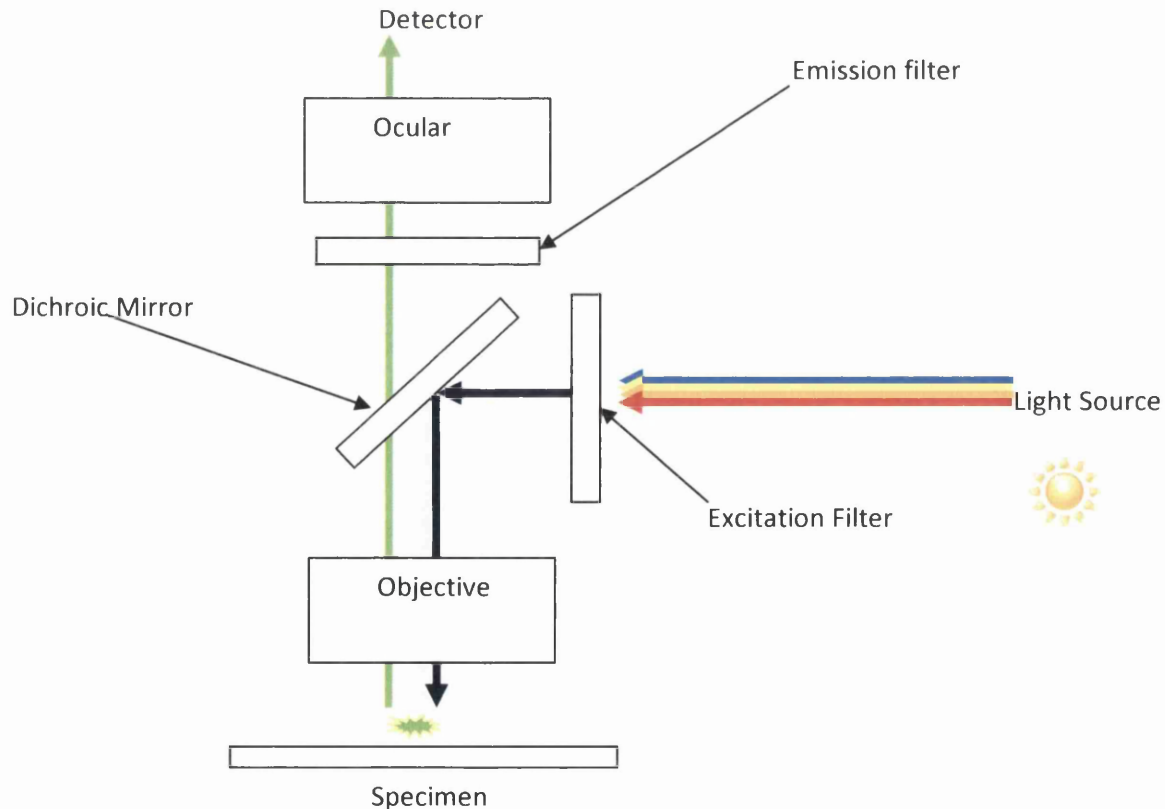 Detector
Emission filter
Ocular
Dichroic Mirror
Light Source
Excitation Filter
Objective
Specimen